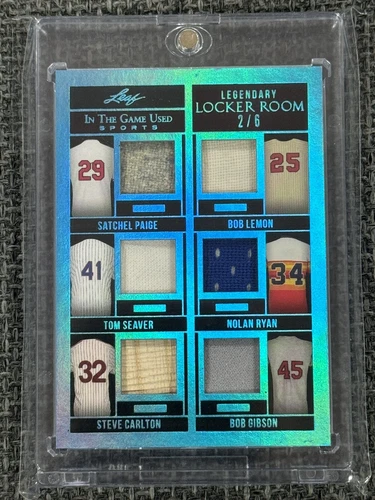 Leaf
IN THE GAME USED
SPORTS
LEGENDARY
LOCKER ROOM
2/6
29
25
SATCHEL PAIGE
BOB LEMON
41
34
TOM SEAVER
NOLAN RYAN
32
45
STEVE CARLTON
BOB GIBSON